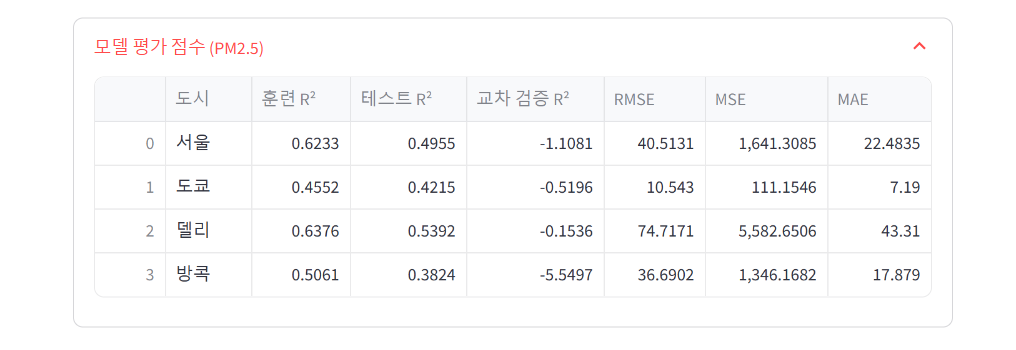 모델 평가 점수 (PM2.5)
도시 훈련 R² 테스트 R² 교차 검증 R² RMSE MSE MAE
0 서울 0.6233 0.4955 -1.1081 40.5131 1,641.3085 22.4835
1 도쿄 0.4552 0.4215 -0.5196 10.543 111.1546 7.19
2 델리 0.6376 0.5392 -0.1536 74.7171 5,582.6506 43.31
3 방콕 0.5061 0.3824 -5.5497 36.6902 1,346.1682 17.879